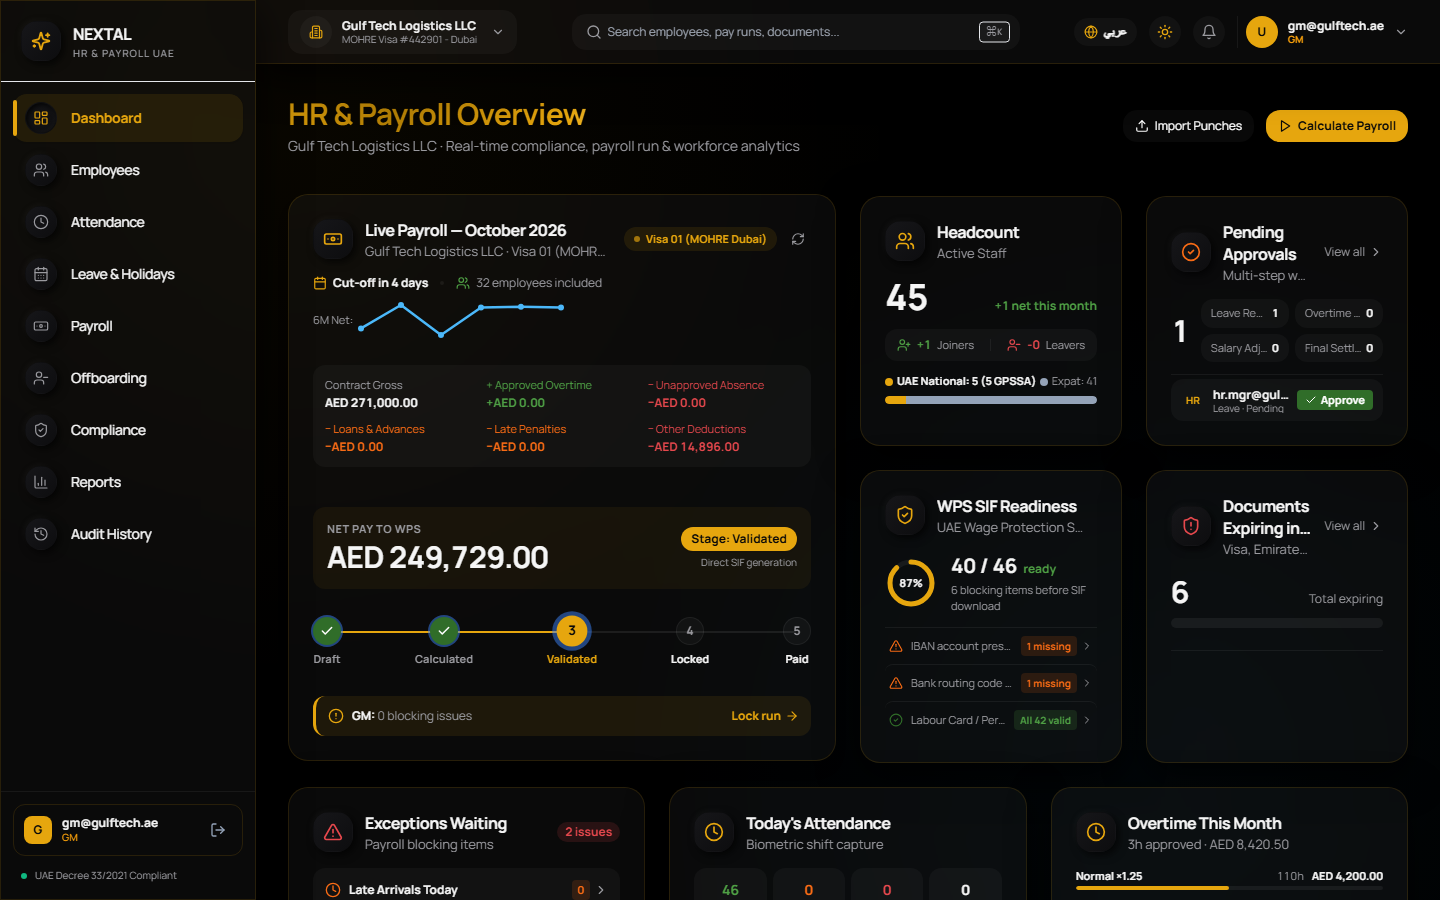 NEXTAL
HR & PAYROLL UAE
Dashboard
Employees
Attendance
Leave & Holidays
Payroll
Offboarding
Compliance
Reports
Audit History
G
gm@gulftech.ae
GM
UAE Decree 33/2021 Compliant
Gulf Tech Logistics LLC
MOHRE Visa #442901 - Dubai
Search employees, pay runs, documents...
⌘K
عربي
U
gm@gulftech.ae
GM
HR & Payroll Overview
Gulf Tech Logistics LLC · Real-time compliance, payroll run & workforce analytics
Import Punches
Calculate Payroll
Live Payroll — October 2026
Gulf Tech Logistics LLC · Visa 01 (MOHR...
Visa 01 (MOHRE Dubai)
Cut-off in 4 days
32 employees included
6M Net:
Contract Gross
AED 271,000.00
+ Approved Overtime
+AED 0.00
− Unapproved Absence
−AED 0.00
− Loans & Advances
−AED 0.00
− Late Penalties
−AED 0.00
− Other Deductions
−AED 14,896.00
NET PAY TO WPS
AED 249,729.00
Stage: Validated
Direct SIF generation
3
4
5
Draft
Calculated
Validated
Locked
Paid
GM: 0 blocking issues
Lock run →
Headcount
Active Staff
45
+1 net this month
+1 Joiners
-0 Leavers
UAE National: 5 (5 GPSSA)
Expat: 41
Pending Approvals
Multi-step w...
View all
1
Leave Re... 1
Overtime ... 0
Salary Adj... 0
Final Settl... 0
HR
hr.mgr@gul...
Leave · Pending
Approve
WPS SIF Readiness
UAE Wage Protection S...
87%
40 / 46 ready
6 blocking items before SIF
download
IBAN account pres... 1 missing
Bank routing code ... 1 missing
Labour Card / Per... All 42 valid
Documents
Expiring in...
Visa, Emirate...
View all
6
Total expiring
Exceptions Waiting
Payroll blocking items
2 issues
Late Arrivals Today
0
Today's Attendance
Biometric shift capture
46
0
0
0
Overtime This Month
3h approved · AED 8,420.50
Normal ×1.25
110h AED 4,200.00